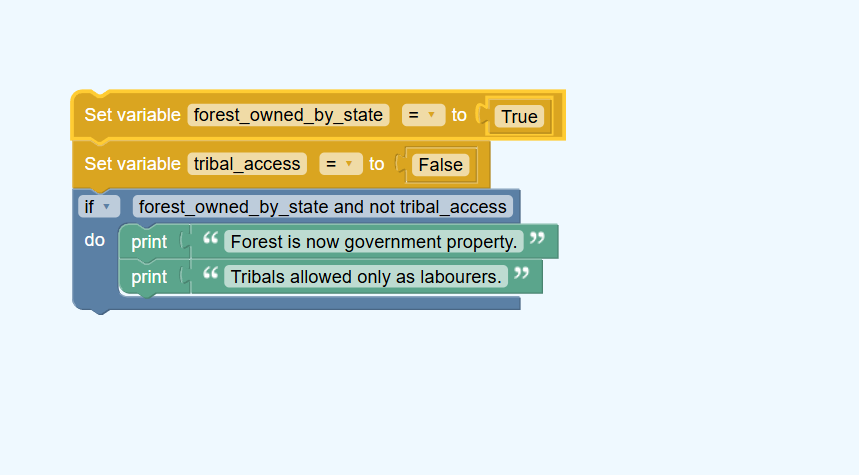 Set variable forest_owned_by_state = to True
Set variable tribal_access = to False
if forest_owned_by_state and not tribal_access
do print “ Forest is now government property. ”
print “ Tribals allowed only as labourers. ”